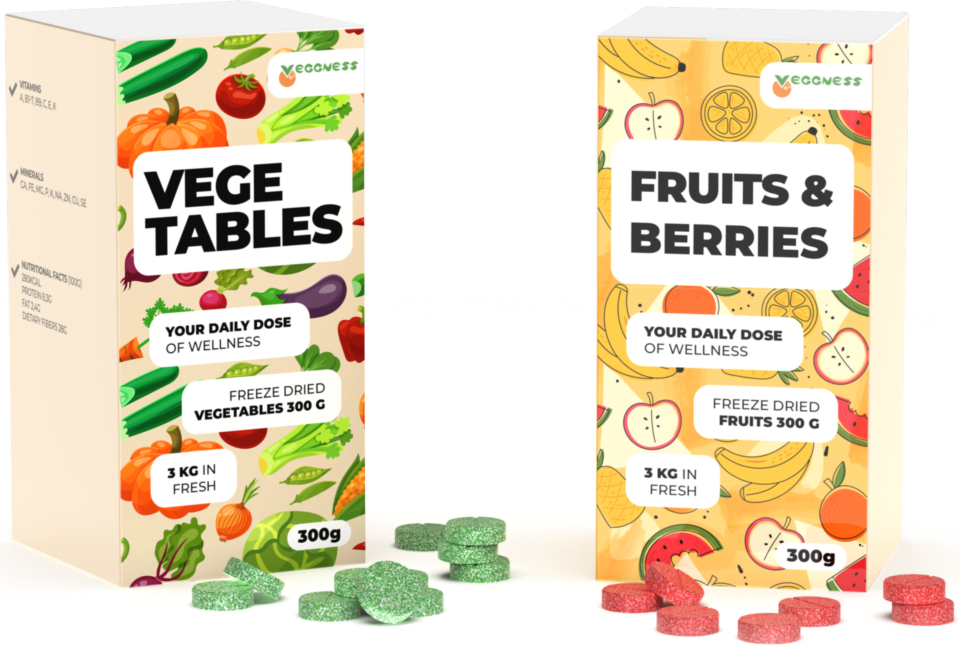 VITAMINS
A, B1-7, B9, C, E, K
MINERALS
CA, FE, MG, P, K, NA, ZN, CU, SE
NUTRITIONAL FACTS (100G)
280KCAL
PROTEIN 8,3G
FAT 2,4G
DIETARY FIBERS 28G
VEGGNESS
VEGE
TABLES
YOUR DAILY DOSE
OF WELLNESS
FREEZE DRIED
VEGETABLES 300 G
3 KG IN
FRESH
300g
VEGGNESS
FRUITS &
BERRIES
YOUR DAILY DOSE
OF WELLNESS
FREEZE DRIED
FRUITS 300 G
3 KG IN
FRESH
300g